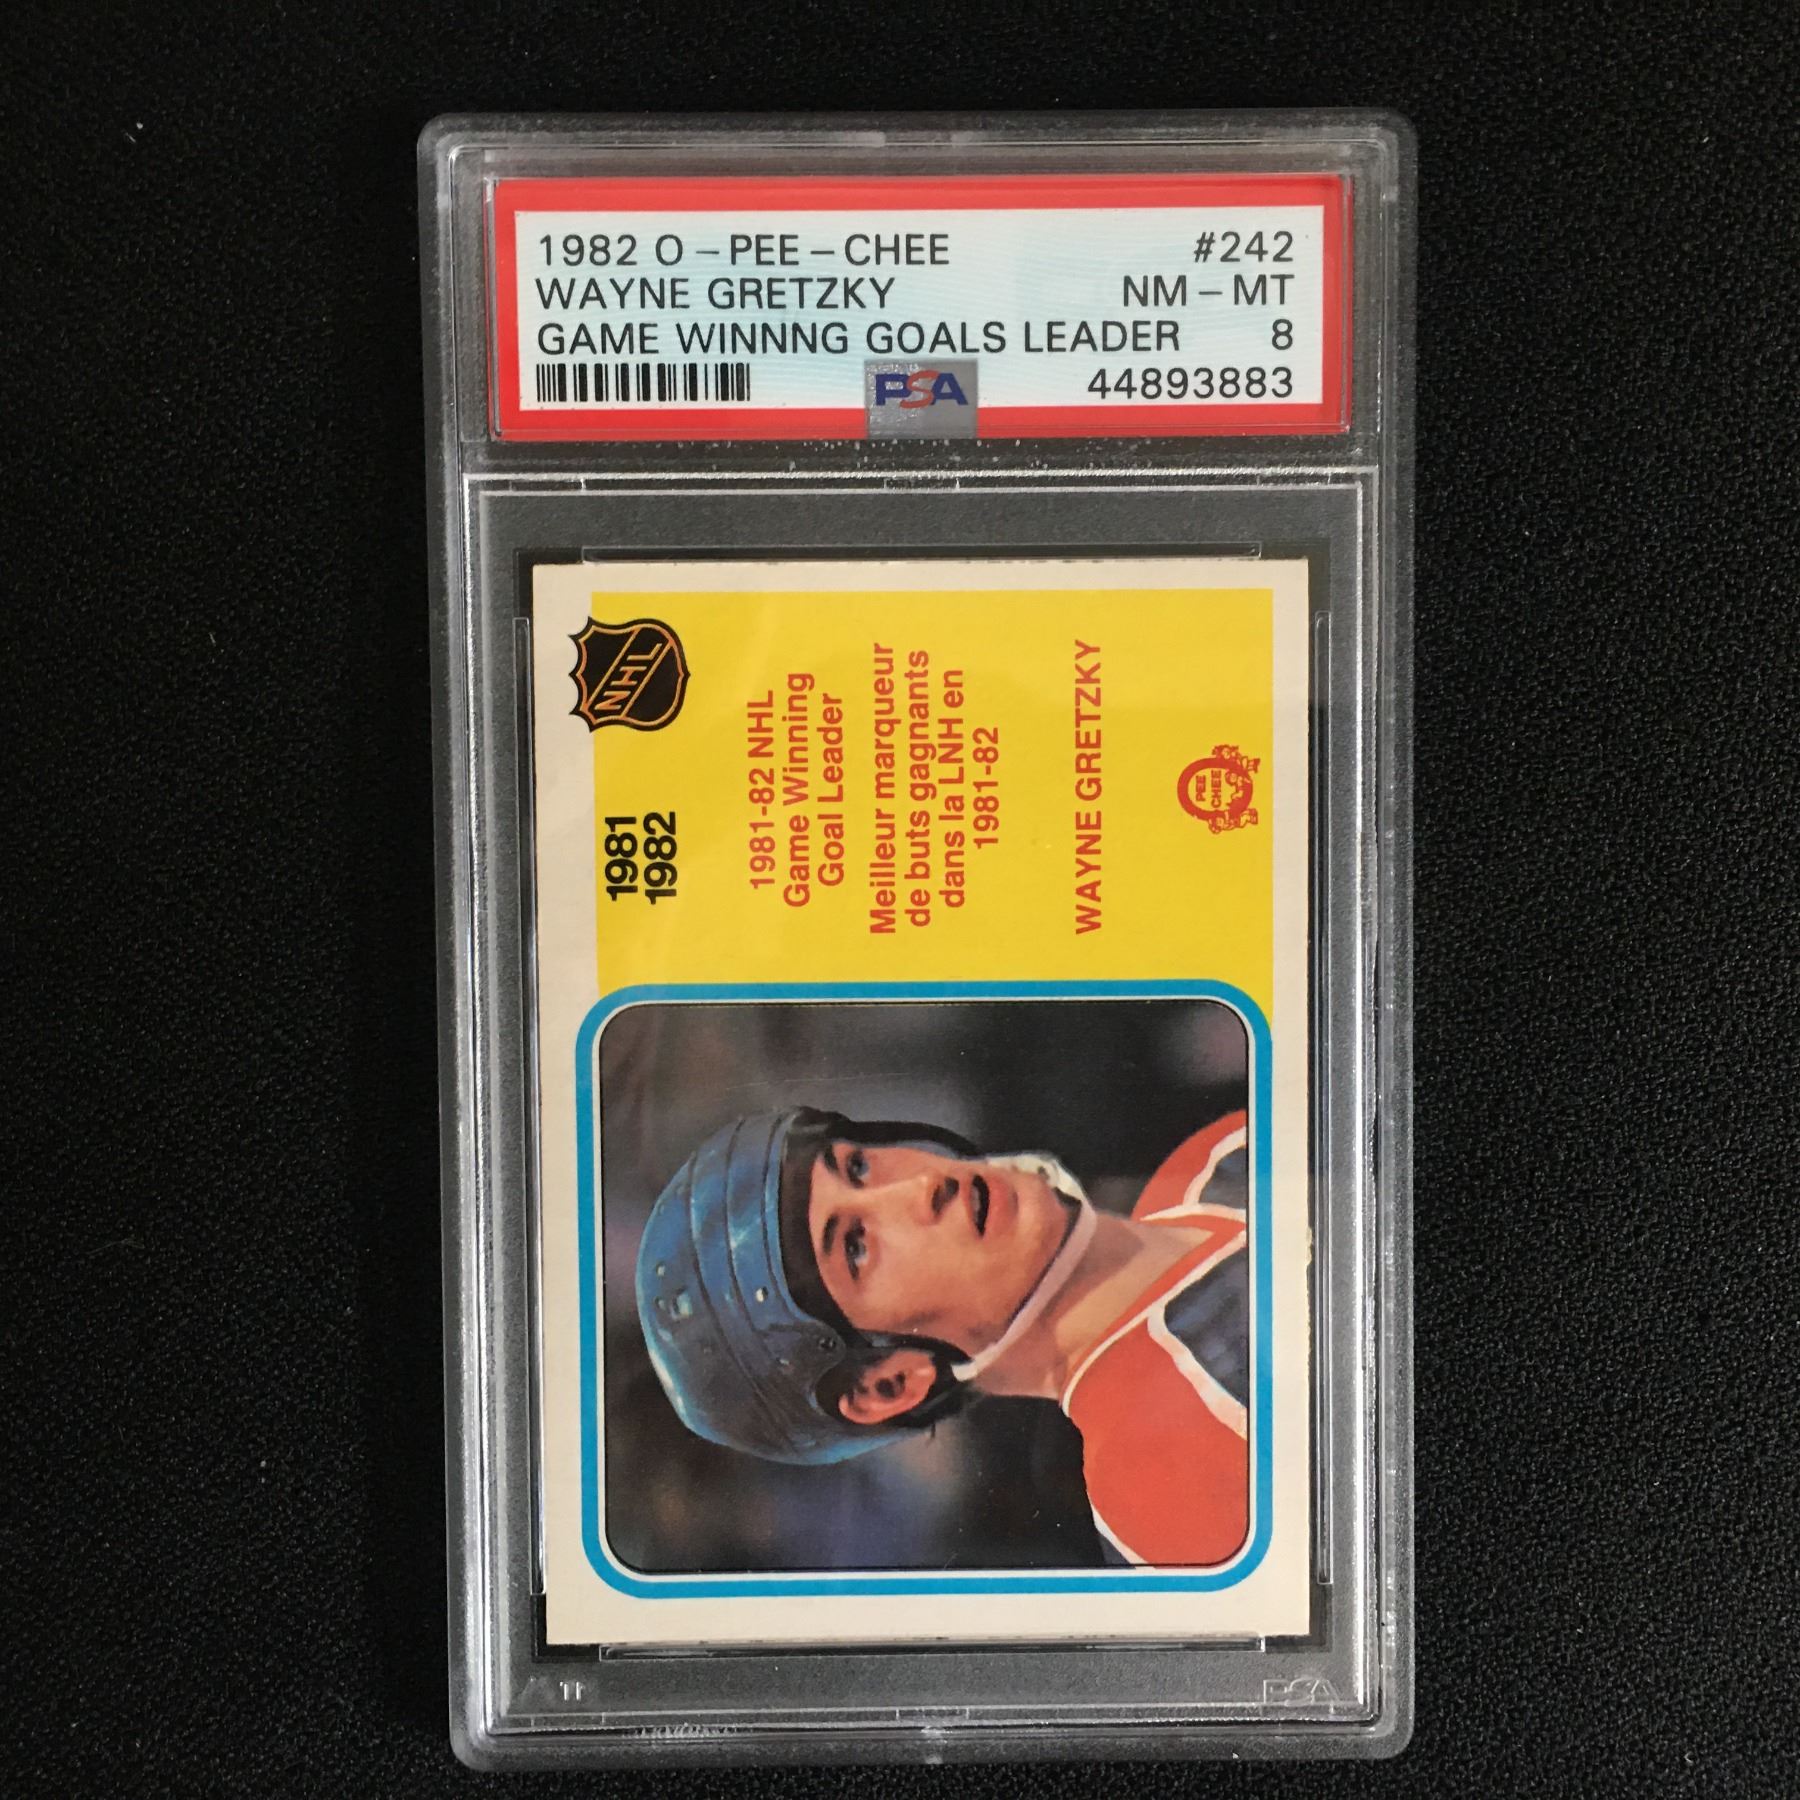 1982 O-PEE-CHEE #242
WAYNE GRETZKY NM-MT
GAME WINNNG GOALS LEADER 8
PSA 44893883
NHL
1981
1982
1981-82 NHL
Game Winning
Goal Leader
Meilleur marqueur
de buts gagnants
dans la LNH en
1981-82
WAYNE GRETZKY
O
PEE
CHEE
PSA